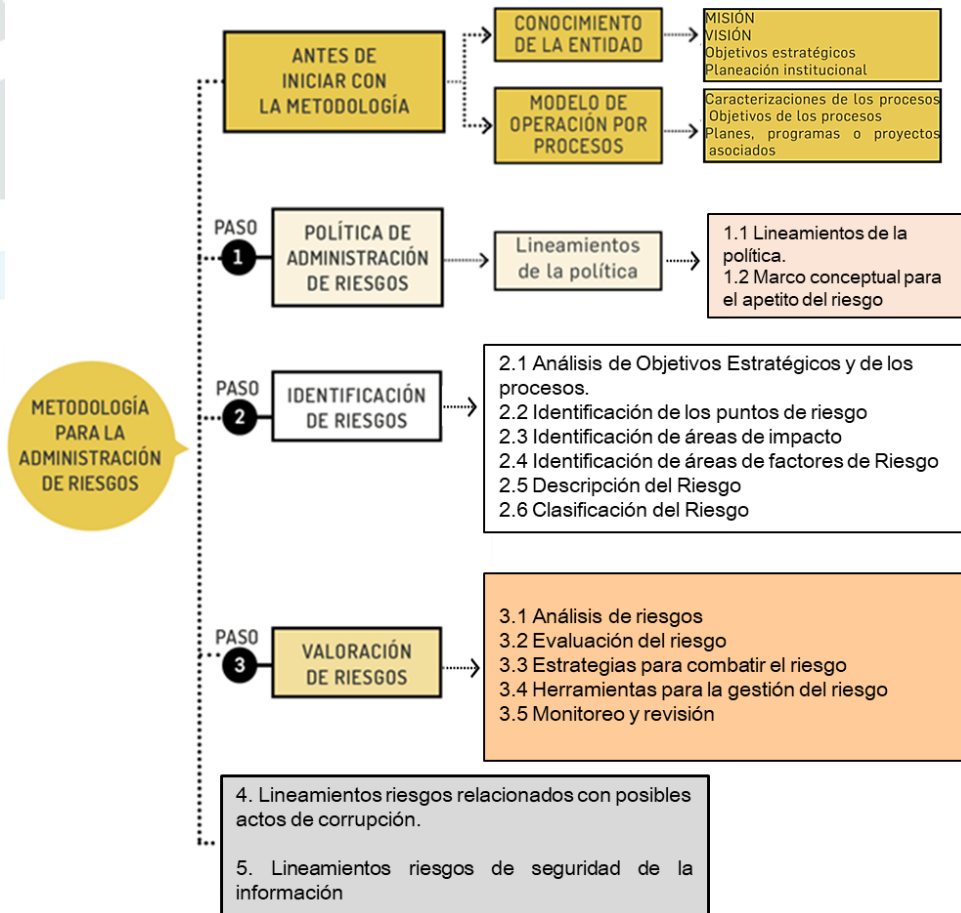 METODOLOGÍA
PARA LA
ADMINISTRACIÓN
DE RIESGOS
ANTES DE
INICIAR CON
LA METODOLOGÍA
CONOCIMIENTO
DE LA ENTIDAD
MISIÓN
VISIÓN
Objetivos estratégicos
Planeación institucional
MODELO DE
OPERACIÓN POR
PROCESOS
Caracterizaciones de los procesos
Objetivos de los procesos
Planes, programas o proyectos
asociados
PASO
1
POLÍTICA DE
ADMINISTRACIÓN
DE RIESGOS
Lineamientos
de la política
1.1 Lineamientos de la
política.
1.2 Marco conceptual para
el apetito del riesgo
PASO
2
IDENTIFICACIÓN
DE RIESGOS
2.1 Análisis de Objetivos Estratégicos y de los
procesos.
2.2 Identificación de los puntos de riesgo
2.3 Identificación de áreas de impacto
2.4 Identificación de áreas de factores de Riesgo
2.5 Descripción del Riesgo
2.6 Clasificación del Riesgo
PASO
3
VALORACIÓN
DE RIESGOS
3.1 Análisis de riesgos
3.2 Evaluación del riesgo
3.3 Estrategias para combatir el riesgo
3.4 Herramientas para la gestión del riesgo
3.5 Monitoreo y revisión
4. Lineamientos riesgos relacionados con posibles
actos de corrupción.
5. Lineamientos riesgos de seguridad de la
información